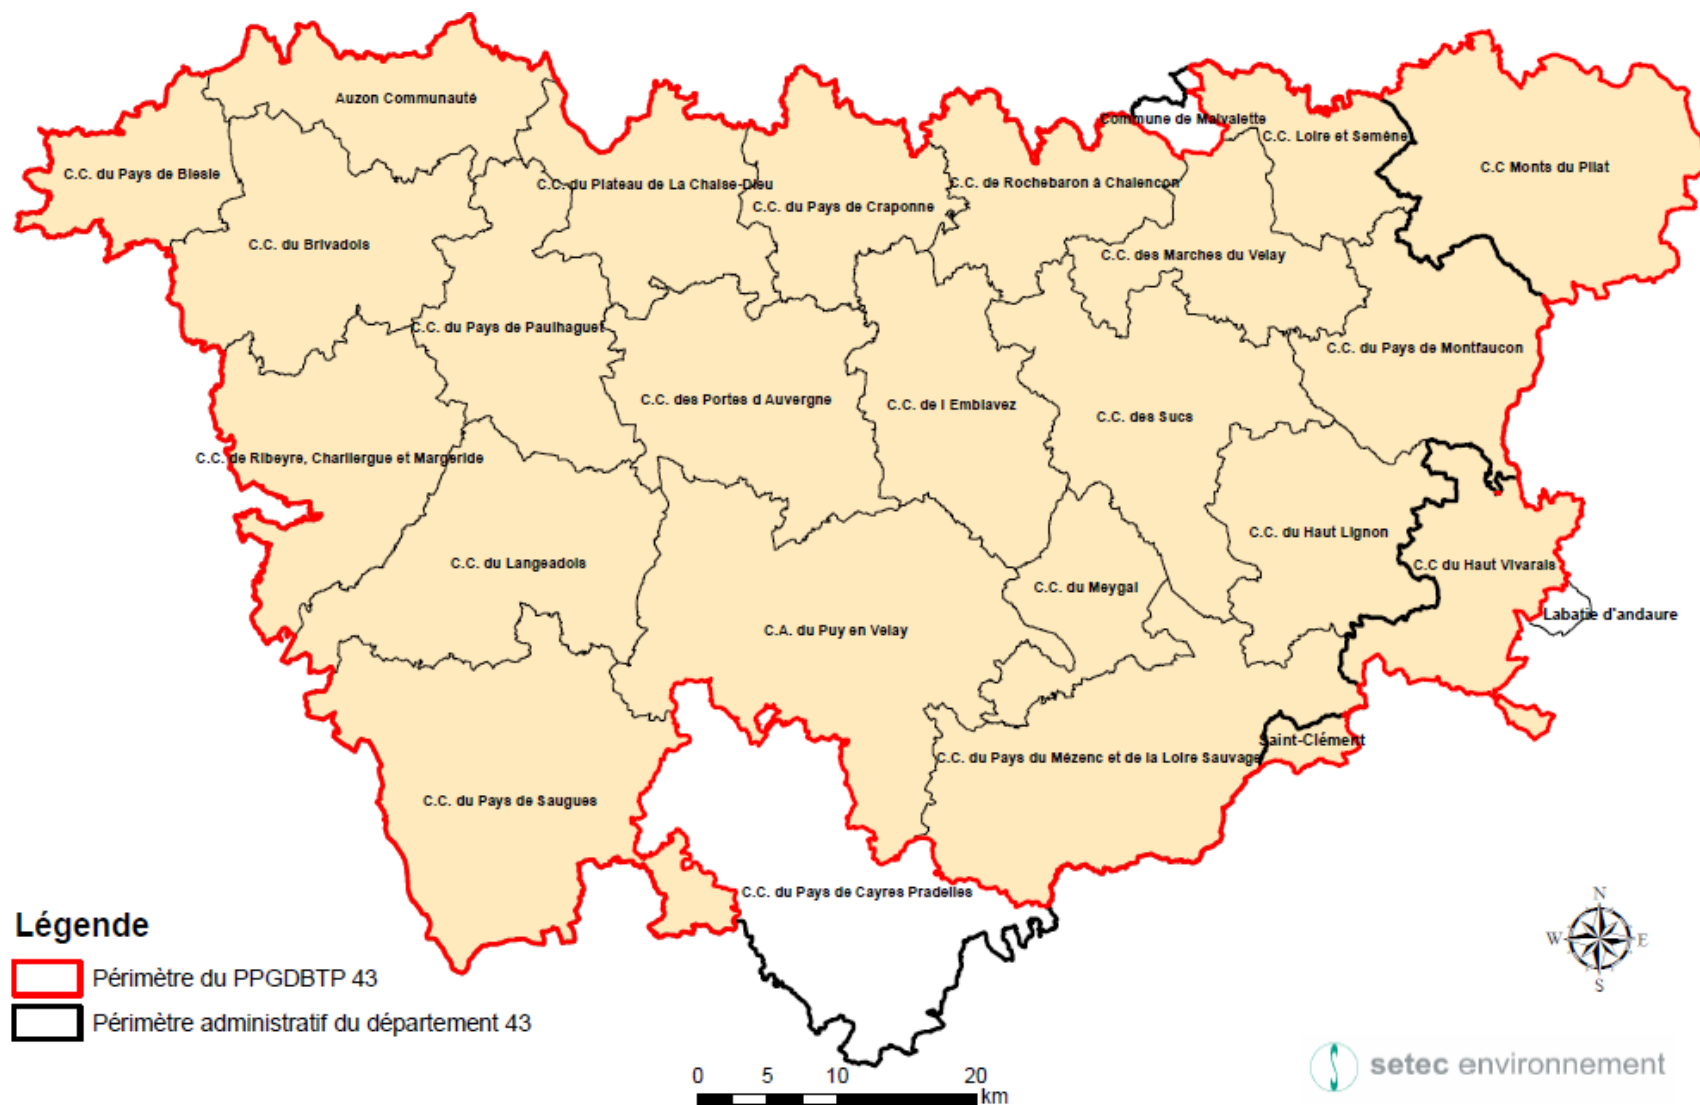 Auzon Communauté
Commune de Malvalette
C.C. Loire et Semène
C.C. du Pays de Blesle
C.C. du Plateau de La Chaise-Dieu
C.C. de Rochebaron à Chalencon
C.C Monts du Pilat
C.C. du Pays de Craponne
C.C. du Brivadois
C.C. des Marches du Velay
C.C. du Pays de Paulhaguet
C.C. du Pays de Montfaucon
C.C. des Portes d Auvergne
C.C. de l Emblavez
C.C. des Sucs
C.C. de Ribeyre, Charliergue et Margeride
C.C. du Haut Lignon
C.C. du Langeadois
C.C du Haut Vivarais
C.C. du Meygal
Labatie d'andaure
C.A. du Puy en Velay
Saint-Clément
C.C. du Pays du Mézenc et de la Loire Sauvage
C.C. du Pays de Saugues
C.C. du Pays de Cayres Pradelles
Légende
Périmètre du PPGDBTP 43
Périmètre administratif du département 43
N
W E
S
setec environnement
0 5 10 20
km